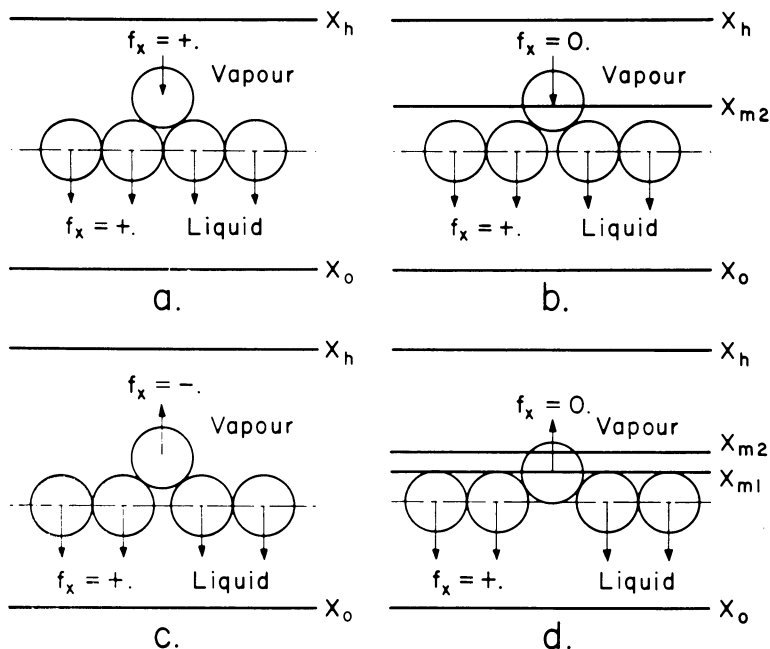 X_h
f_x = +.
Vapour
f_x = +. Liquid
X_o
a.
X_h
f_x = 0.
Vapour
X_m2
f_x = +. Liquid
X_o
b.
X_h
f_x = -.
Vapour
f_x = +. Liquid
X_o
c.
X_h
f_x = 0.
Vapour
X_m2
X_m1
f_x = +. Liquid
X_o
d.